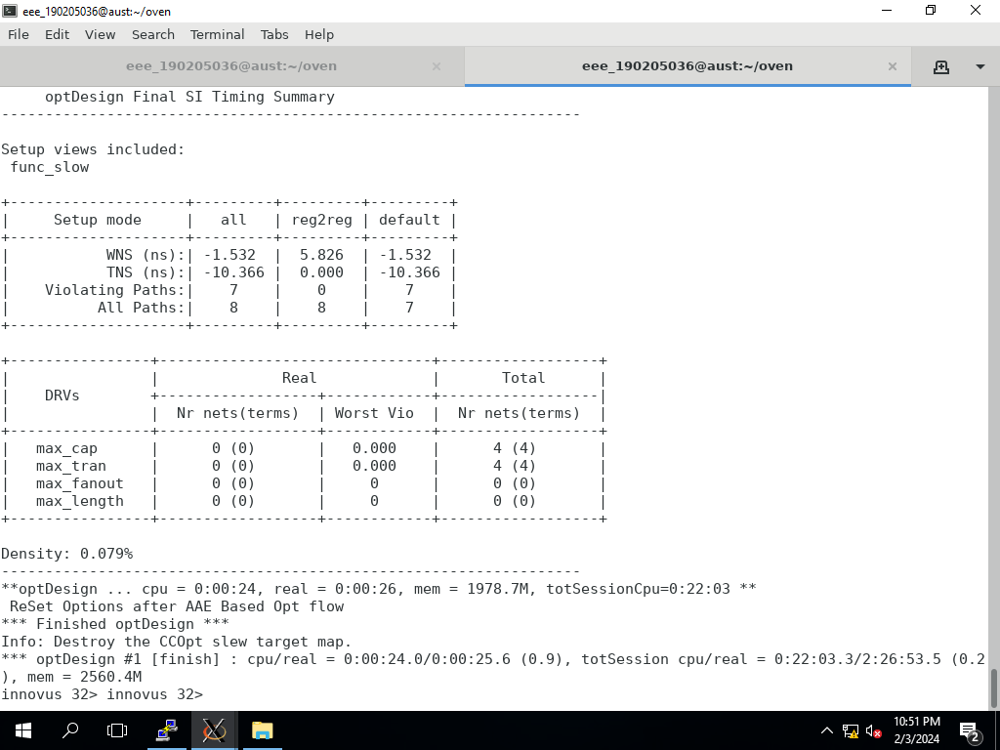 eee_190205036@aust:~/oven
File Edit View Search Terminal Tabs Help
eee_190205036@aust:~/oven × eee_190205036@aust:~/oven ×
     optDesign Final SI Timing Summary
------------------------------------------------------------------

Setup views included:
 func_slow

+--------------------+---------+---------+---------+
|     Setup mode     |   all   | reg2reg | default |
+--------------------+---------+---------+---------+
|           WNS (ns):| -1.532  |  5.826  | -1.532  |
|           TNS (ns):| -10.366 |  0.000  | -10.366 |
|    Violating Paths:|    7    |    0    |    7    |
|          All Paths:|    8    |    8    |    7    |
+--------------------+---------+---------+---------+

+----------------+-------------------------------+------------------+
|                |              Real             |       Total      |
|    DRVs        +------------------+------------+------------------|
|                |  Nr nets(terms)  | Worst Vio  |  Nr nets(terms)  |
+----------------+------------------+------------+------------------+
|   max_cap      |      0 (0)       |   0.000    |      4 (4)       |
|   max_tran     |      0 (0)       |   0.000    |      4 (4)       |
|   max_fanout   |      0 (0)       |     0      |      0 (0)       |
|   max_length   |      0 (0)       |     0      |      0 (0)       |
+----------------+------------------+------------+------------------+

Density: 0.079%
------------------------------------------------------------------
**optDesign ... cpu = 0:00:24, real = 0:00:26, mem = 1978.7M, totSessionCpu=0:22:03 **
 ReSet Options after AAE Based Opt flow
*** Finished optDesign ***
Info: Destroy the CCOpt slew target map.
*** optDesign #1 [finish] : cpu/real = 0:00:24.0/0:00:25.6 (0.9), totSession cpu/real = 0:22:03.3/2:26:53.5 (0.2
), mem = 2560.4M
innovus 32> innovus 32>
10:51 PM
2/3/2024
2